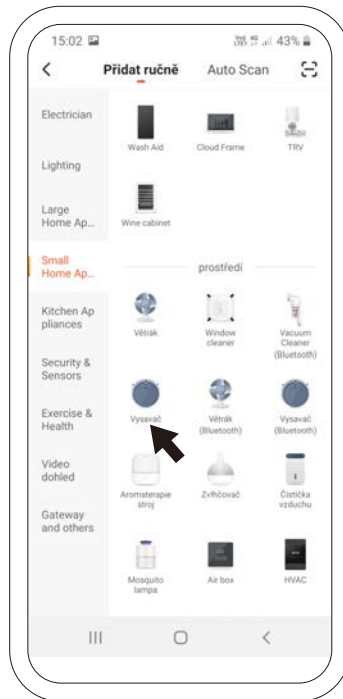 15:02 43%
Přidat ručně Auto Scan
Electrician
Lighting
Large
Home Ap...
Small
Home Ap...
Kitchen Ap
pliances
Security &
Sensors
Exercise &
Health
Video
dohled
Gateway
and others
Wash Aid Cloud Frame TRV
Wine cabinet
prostředí
Větrák Window
cleaner Vacuum
Cleaner
(Bluetooth)
Vysavač Větrák
(Bluetooth) Vysavač
(Bluetooth)
Aromaterapie
stroj Zvlhčovač Čistička
vzduchu
Mosquito
lampa Air box HVAC